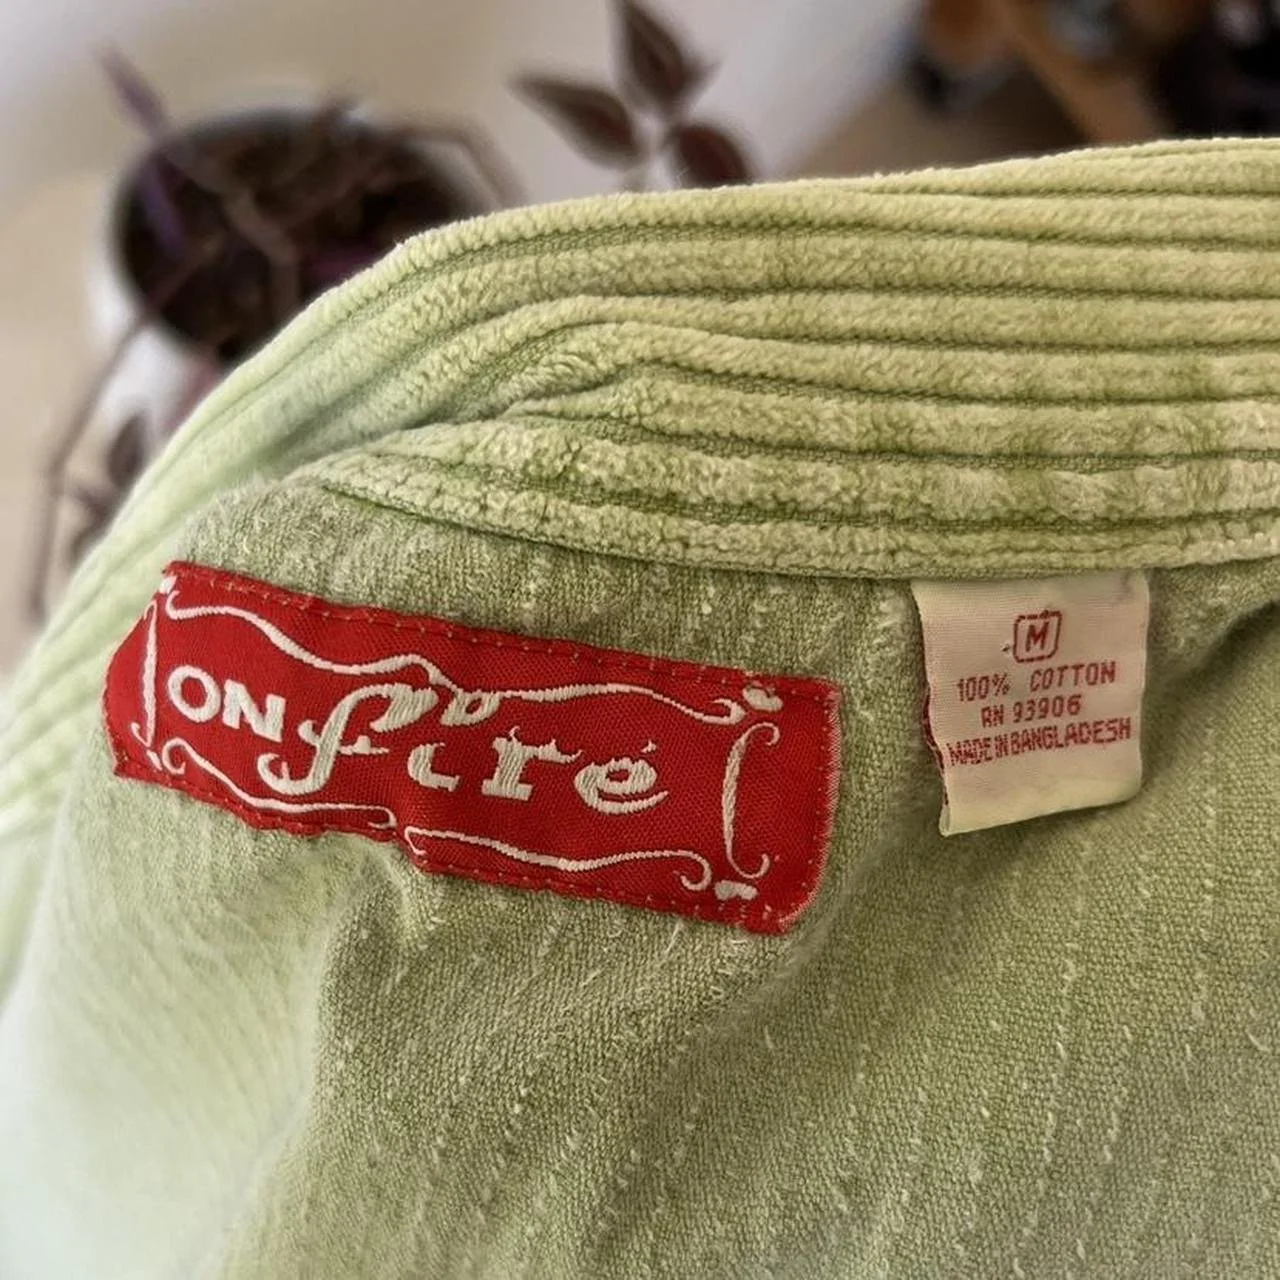 ON fire
M
100% COTTON
RN 93906
MADE IN BANGLADESH